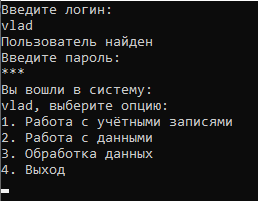 Введите логин:
vlad
Пользователь найден
Введите пароль:
***
Вы вошли в систему:
vlad, выберите опцию:
1. Работа с учётными записями
2. Работа с данными
3. Обработка данных
4. Выход